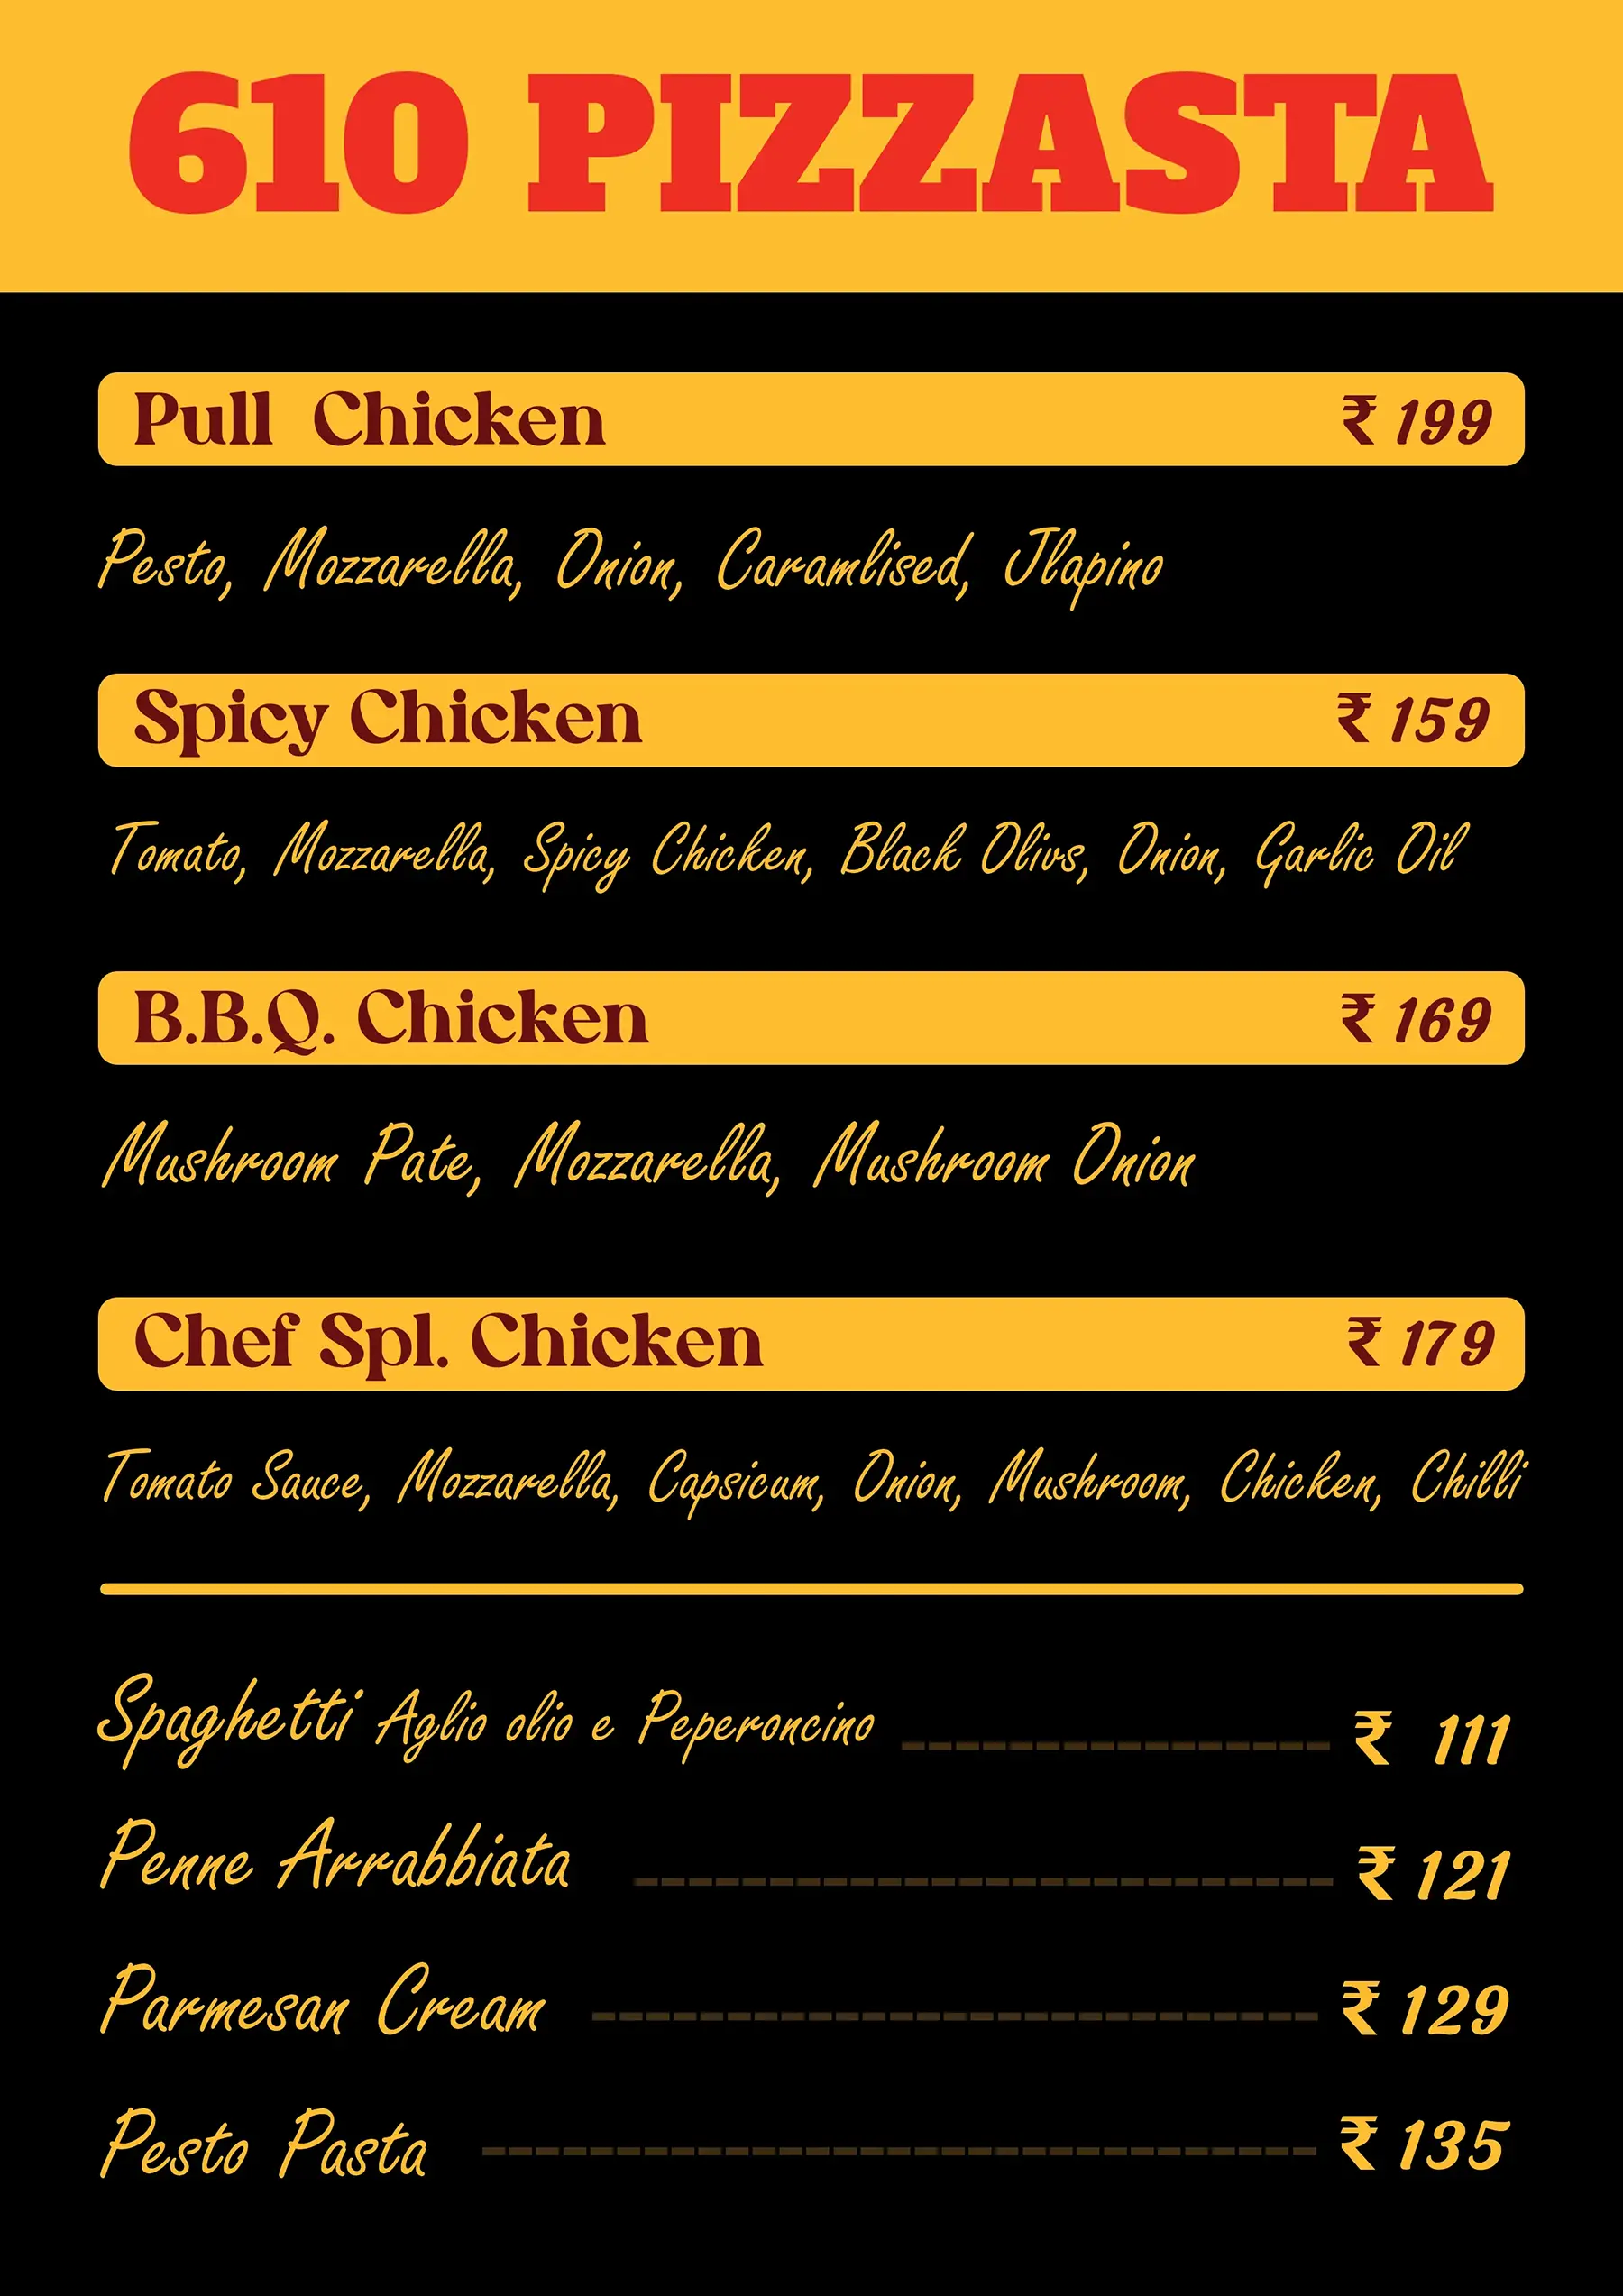 610 PIZZASTA
Pull Chicken ₹ 199
Pesto, Mozzarella, Onion, Caramlised, Jlapino
Spicy Chicken ₹ 159
Tomato, Mozzarella, Spicy Chicken, Black Olivs, Onion, Garlic Oil
B.B.Q. Chicken ₹ 169
Mushroom Pate, Mozzarella, Mushroom Onion
Chef Spl. Chicken ₹ 179
Tomato Sauce, Mozzarella, Capsicum, Onion, Mushroom, Chicken, Chilli
Spaghetti Aglio olio e Peperoncino ₹ 111
Penne Arrabbiata ₹ 121
Parmesan Cream ₹ 129
Pesto Pasta ₹ 135